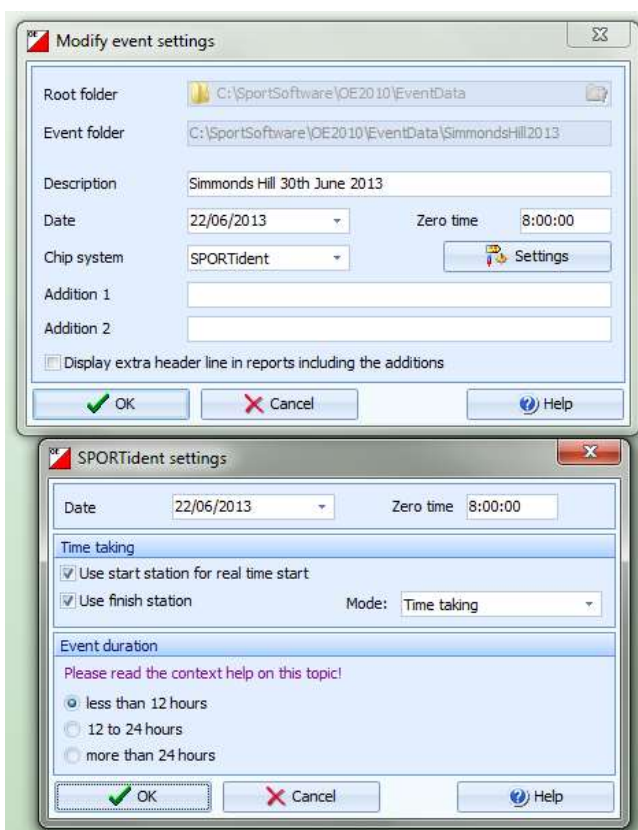 OE Modify event settings
Root folder C:\SportSoftware\OE2010\EventData
Event folder C:\SportSoftware\OE2010\EventData\SimmondsHill2013
Description Simmonds Hill 30th June 2013
Date 22/06/2013 Zero time 8:00:00
Chip system SPORTident Settings
Addition 1
Addition 2
Display extra header line in reports including the additions
OK Cancel Help
OE SPORTident settings
Date 22/06/2013 Zero time 8:00:00
Time taking
Use start station for real time start
Use finish station Mode: Time taking
Event duration
Please read the context help on this topic!
less than 12 hours
12 to 24 hours
more than 24 hours
OK Cancel Help